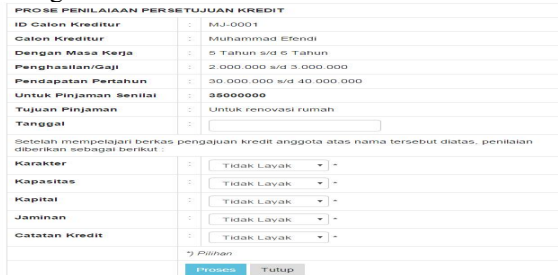 PROSE PENILAIAAN PERSETUJUAN KREDIT
ID Calon Kreditur : MJ-0001
Calon Kreditur : Muhammad Efendi
Dengan Masa Kerja : 5 Tahun s/d 6 Tahun
Penghasilan/Gaji : 2.000.000 s/d 3.000.000
Pendapatan Pertahun : 30.000.000 s/d 40.000.000
Untuk Pinjaman Senilai : 35000000
Tujuan Pinjaman : Untuk renovasi rumah
Tanggal :
Setelah mempelajari berkas pengajuan kredit anggota atas nama tersebut diatas, penilaian
diberikan sebagai berikut :
Karakter : Tidak Layak *
Kapasitas : Tidak Layak *
Kapital : Tidak Layak *
Jaminan : Tidak Layak *
Catatan Kredit : Tidak Layak *
*) Pilihan
Proses Tutup